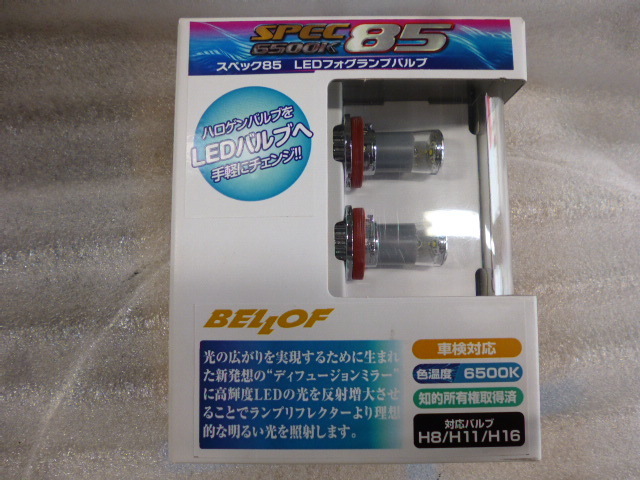 SPEC 85
6500K
スペック85 LEDフォグランプバルブ
ハロゲンバルブを
LEDバルブへ
手軽にチェンジ!!
BELLOF
光の広がりを実現するために生まれ
た新発想の“ディフュージョンミラー”
に高輝度LEDの光を反射増大させ
ることでランプリフレクターより理想
的な明るい光を照射します。
車検対応
色温度 6500K
知的所有権取得済
対応バルブ
H8/H11/H16